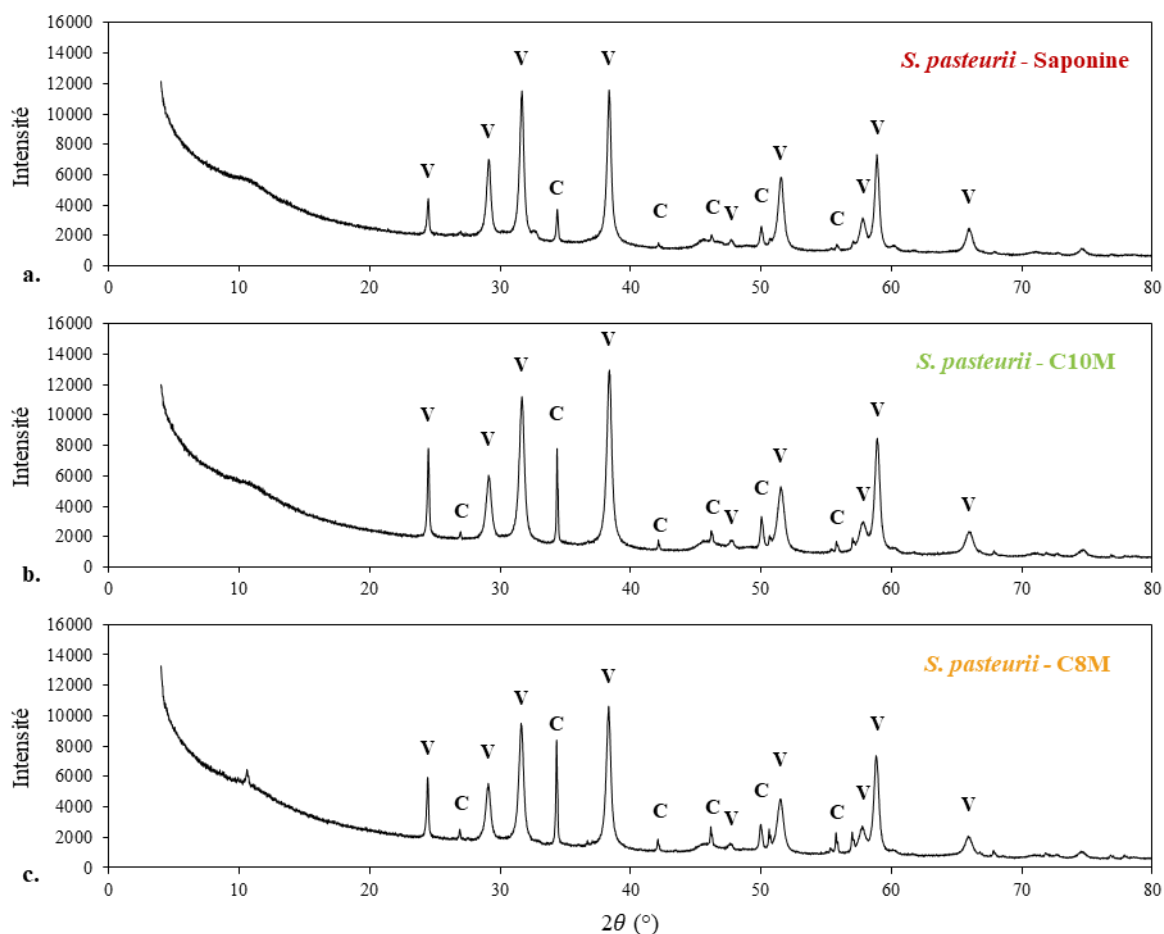 16000
14000
12000
10000
8000
6000
4000
2000
0
Intensité
S. pasteurii - Saponine
V V V C V C C V C V C V V V
a.
0 10 20 30 40 50 60 70 80
16000
14000
12000
10000
8000
6000
4000
2000
0
Intensité
S. pasteurii - C10M
V C V V C V C C V C V C V V V
b.
0 10 20 30 40 50 60 70 80
16000
14000
12000
10000
8000
6000
4000
2000
0
Intensité
S. pasteurii - C8M
V C V V C V C C V C V C V V V
c.
0 10 20 30 40 50 60 70 80
2θ (°)